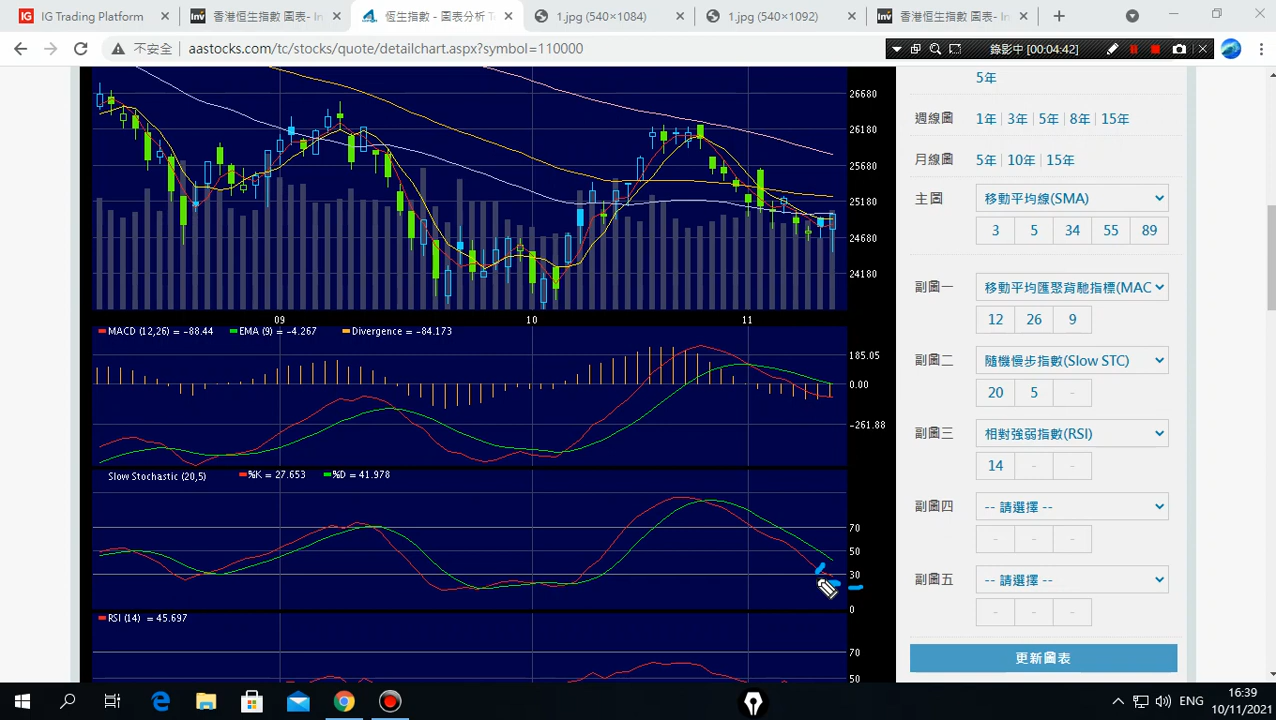 IG Trading Platform
香港恒生指數 圖表- In
恒生指數 - 圖表分析 T
1.jpg (540×1084)
1.jpg (540×1092)
香港恒生指數 圖表- In
不安全
aastocks.com/tc/stocks/quote/detailchart.aspx?symbol=110000
錄影中 [00:04:42]
26680
26180
25680
25180
24680
24180
09
10
11
MACD (12,26) = -88.44
EMA (9) = -4.267
Divergence = -84.173
185.05
0.00
-261.88
Slow Stochastic (20,5)
%K = 27.653
%D = 41.978
70
50
30
0
RSI (14) = 45.697
70
50
5年
週線圖
1年 | 3年 | 5年 | 8年 | 15年
月線圖
5年 | 10年 | 15年
主圖
移動平均線(SMA)
3 5 34 55 89
副圖一
移動平均匯聚背馳指標(MAC
12 26 9
副圖二
隨機慢步指數(Slow STC)
20 5 -
副圖三
相對強弱指數(RSI)
14 - -
副圖四
-- 請選擇 --
- - -
副圖五
-- 請選擇 --
- - -
更新圖表
ENG
16:39
10/11/2021